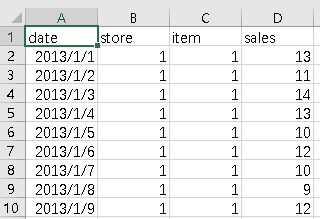 A B C D
1 date store item sales
2 2013/1/1 1 1 13
3 2013/1/2 1 1 11
4 2013/1/3 1 1 14
5 2013/1/4 1 1 13
6 2013/1/5 1 1 10
7 2013/1/6 1 1 12
8 2013/1/7 1 1 10
9 2013/1/8 1 1 9
10 2013/1/9 1 1 12